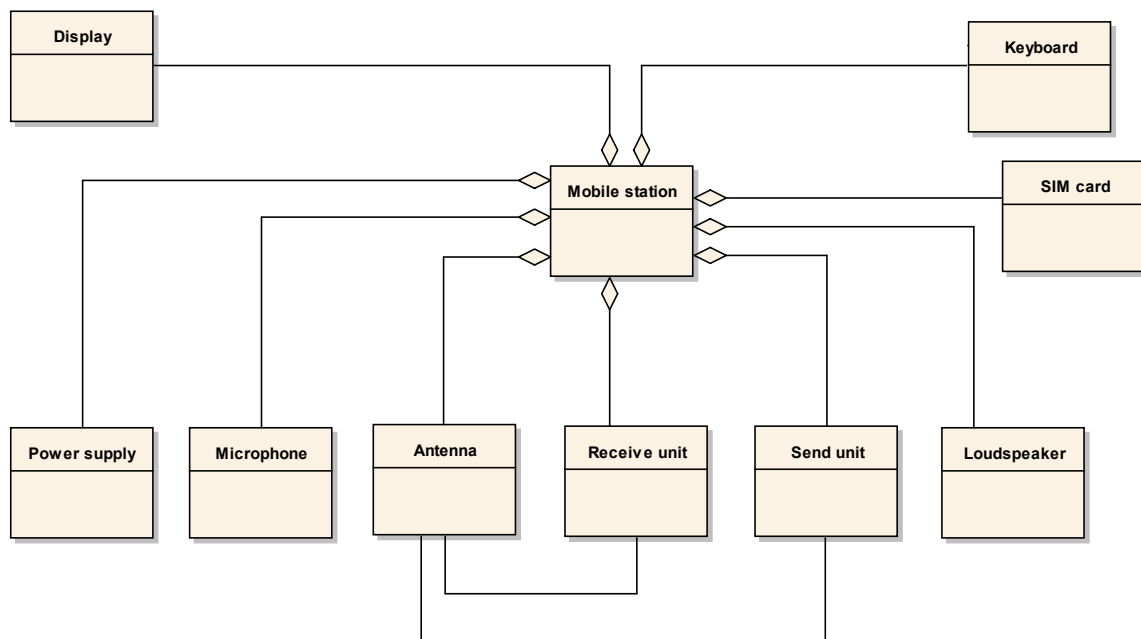 Display
Keyboard
Mobile station
SIM card
Power supply
Microphone
Antenna
Receive unit
Send unit
Loudspeaker